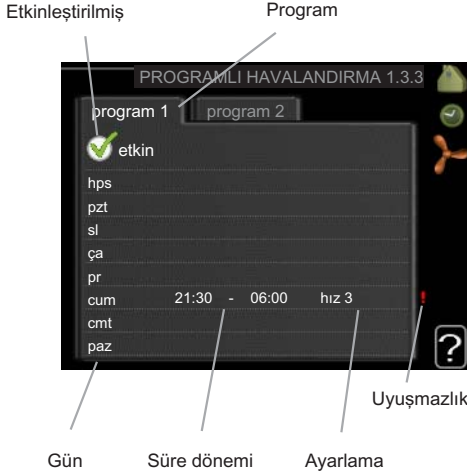 Etkinleştirilmiş
Program
PROGRAMLI HAVALANDIRMA 1.3.3
program 1
program 2
etkin
hps
pzt
sl
ça
pr
cum 21:30 - 06:00 hız 3 !
cmt
paz
?
Uyuşmazlık
Gün Süre dönemi Ayarlama